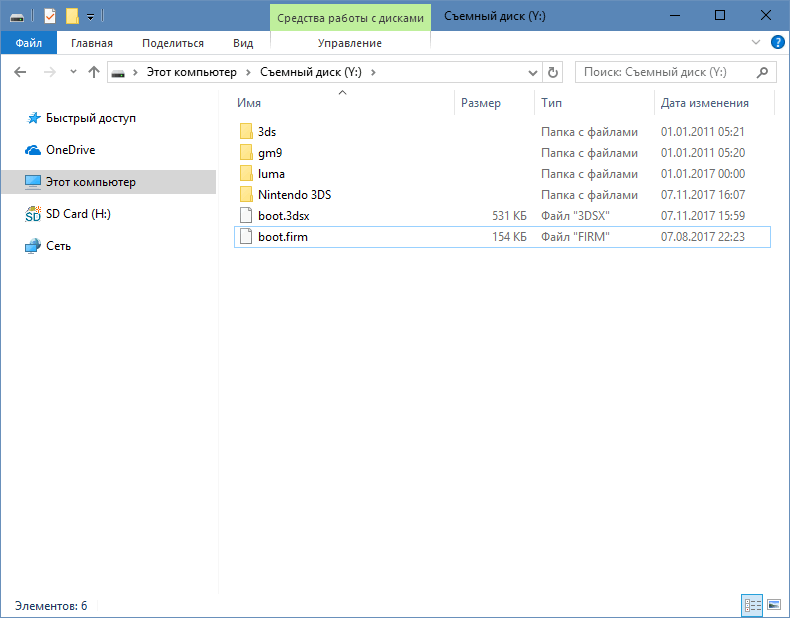 Средства работы с дисками
Съемный диск (Y:)
Файл
Главная
Поделиться
Вид
Управление
Этот компьютер
Съемный диск (Y:)
Поиск: Съемный диск (Y:)
Быстрый доступ
OneDrive
Этот компьютер
SD Card (H:)
Сеть
Имя Размер Тип Дата изменения
3ds Папка с файлами 01.01.2011 05:21
gm9 Папка с файлами 01.01.2011 05:20
luma Папка с файлами 01.01.2017 00:00
Nintendo 3DS Папка с файлами 07.11.2017 16:07
boot.3dsx 531 КБ Файл "3DSX" 07.11.2017 15:59
boot.firm 154 КБ Файл "FIRM" 07.08.2017 22:23
Элементов: 6